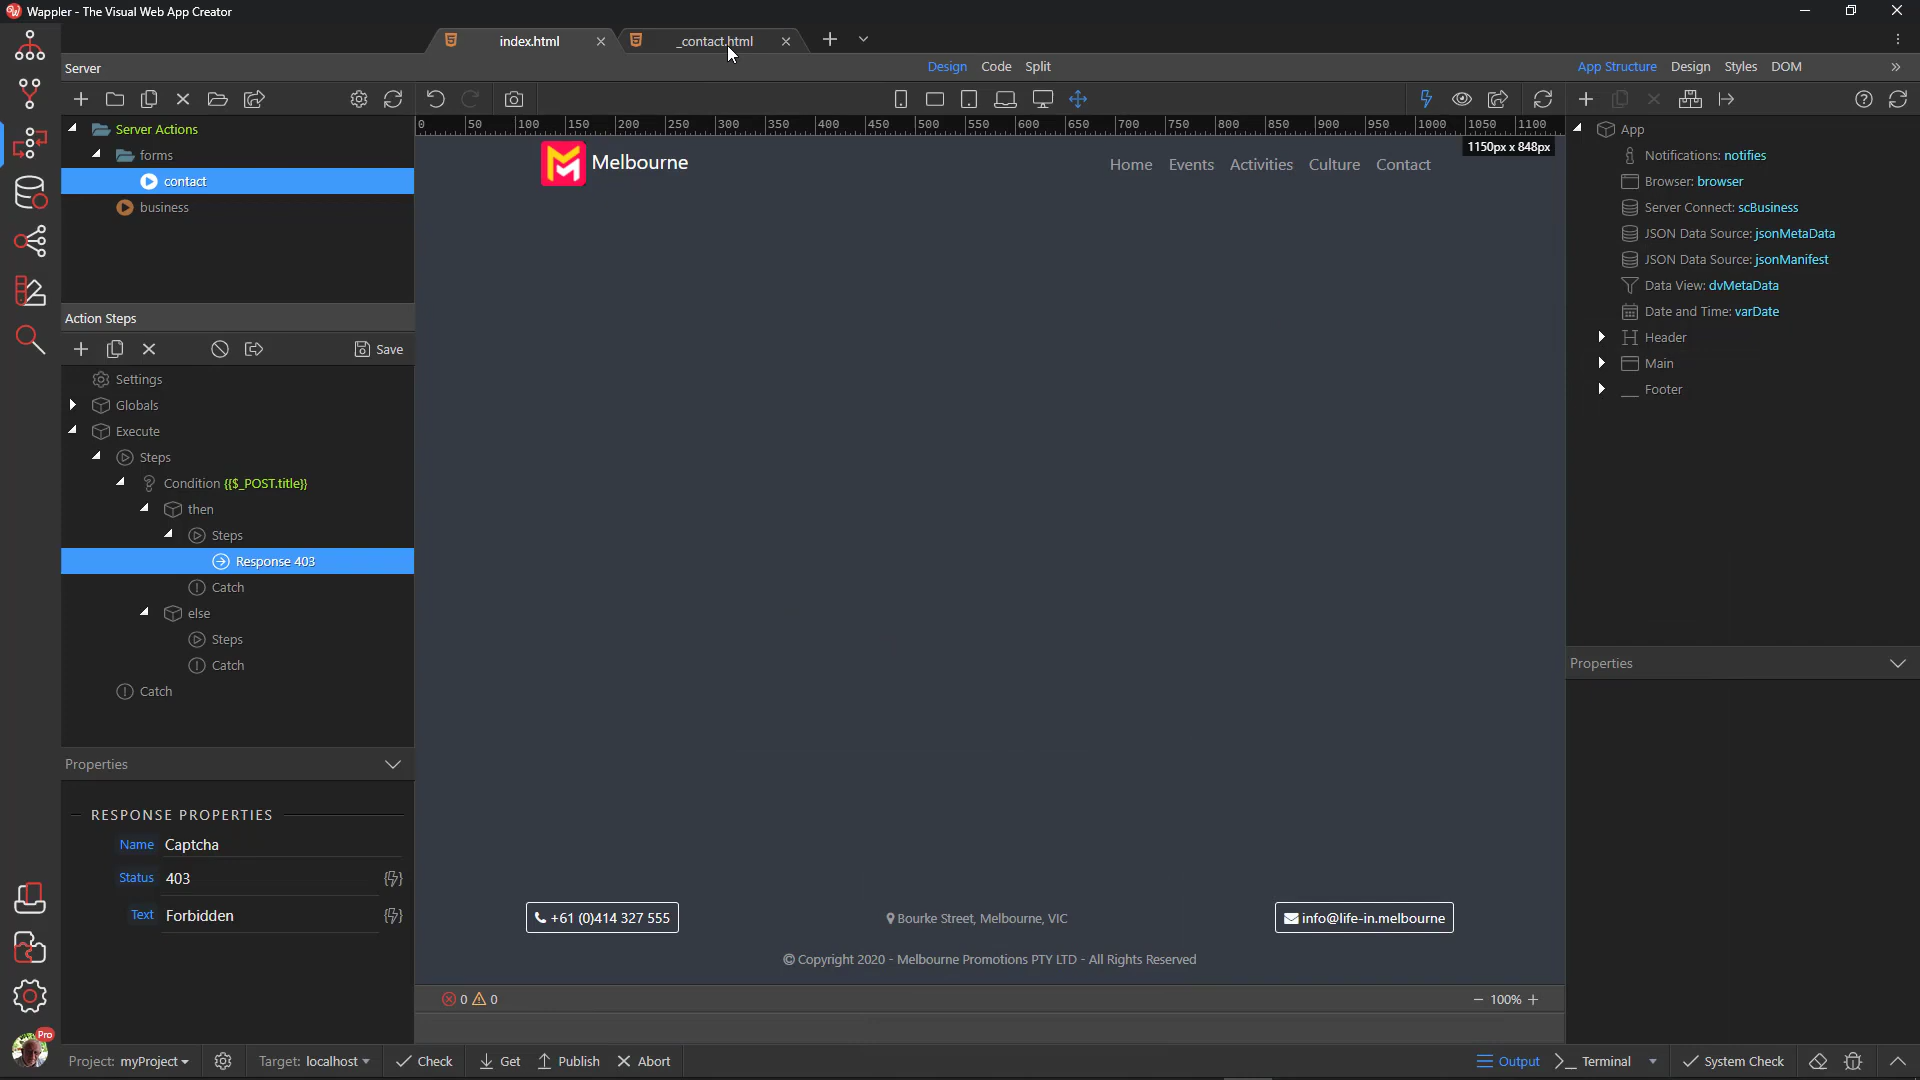 Wappler - The Visual Web App Creator
index.html
_contact.html
Server
Design Code Split
App Structure Design Styles DOM
Server Actions
forms
contact
business
0 50 100 150 200 250 300 350 400 450 500 550 600 650 700 750 800 850 900 950 1000 1050 1100
1150px x 848px
Melbourne
Home Events Activities Culture Contact
App
Notifications: notifies
Browser: browser
Server Connect: scBusiness
JSON Data Source: jsonMetaData
JSON Data Source: jsonManifest
Data View: dvMetaData
Date and Time: varDate
Header
Main
Footer
Action Steps
Save
Settings
Globals
Execute
Steps
Condition {{$_POST.title}}
then
Steps
Response 403
Catch
else
Steps
Catch
Catch
Properties
Properties
RESPONSE PROPERTIES
Name Captcha
Status 403
Text Forbidden
+61 (0)414 327 555
Bourke Street, Melbourne, VIC
info@life-in.melbourne
© Copyright 2020 - Melbourne Promotions PTY LTD - All Rights Reserved
0 0
100%
Pro
Project: myProject
Target: localhost
Check
Get
Publish
Abort
Output
Terminal
System Check